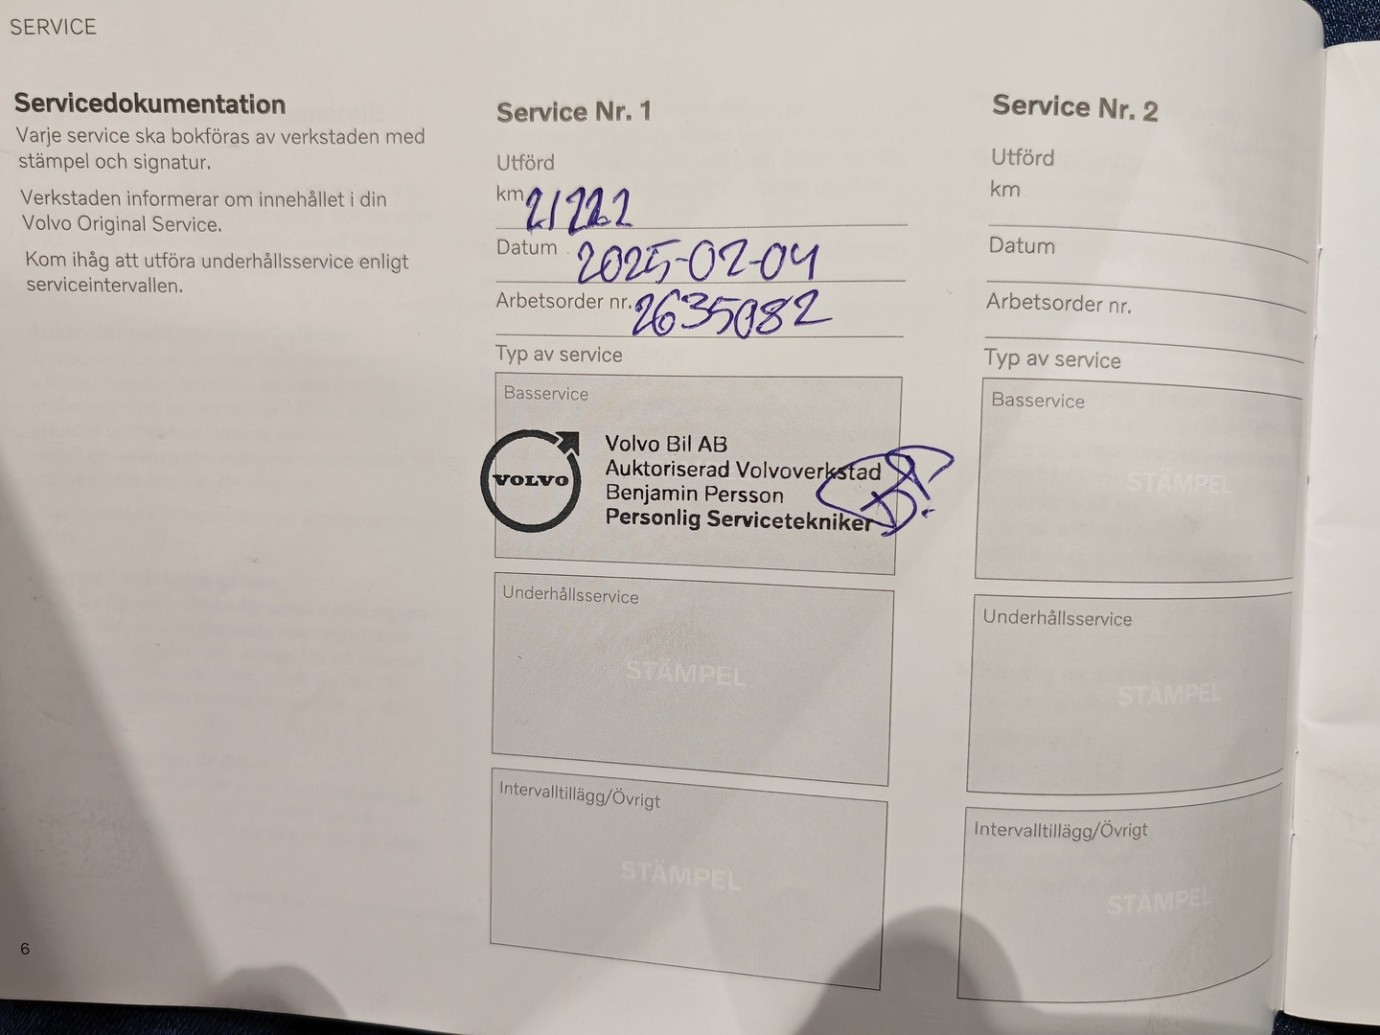 SERVICE
Servicedokumentation
Varje service ska bokföras av verkstaden med
stämpel och signatur.
Verkstaden informerar om innehållet i din
Volvo Original Service.
Kom ihåg att utföra underhållsservice enligt
serviceintervallen.
6
Service Nr. 1
Utförd
km 21222
Datum 2025-02-04
Arbetsorder nr. 2635082
Typ av service
Basservice
VOLVO
Volvo Bil AB
Auktoriserad Volvoverkstad
Benjamin Persson
Personlig Servicetekniker
Underhållsservice
STÄMPEL
Intervalltillägg/Övrigt
STÄMPEL
Service Nr. 2
Utförd
km
Datum
Arbetsorder nr.
Typ av service
Basservice
STÄMPEL
Underhållsservice
STÄMPEL
Intervalltillägg/Övrigt
STÄMPEL